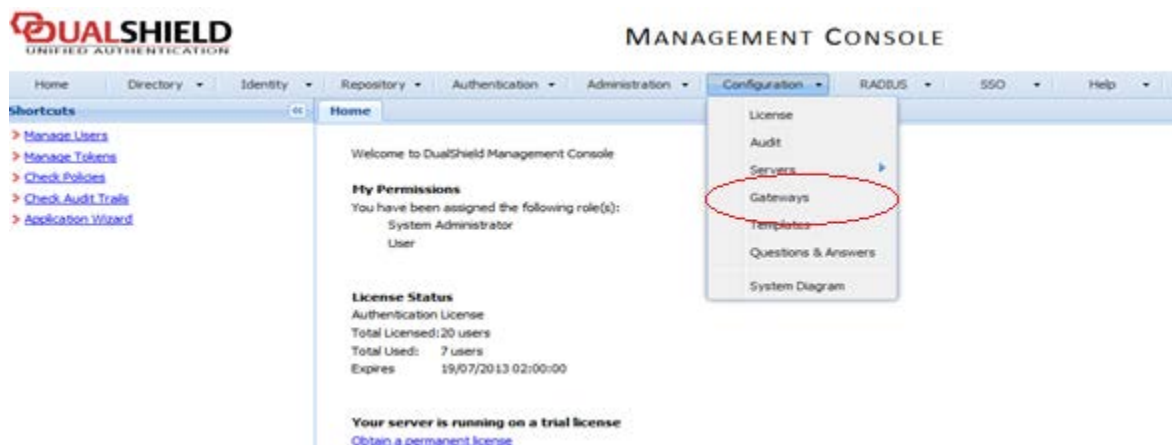 DUALSHIELD
UNIFIED AUTHENTICATION
MANAGEMENT CONSOLE
Home Directory Identity Repository Authentication Administration Configuration RADIUS SSO Help
Shortcuts
Home
Manage Users
Manage Tokens
Check Policies
Check Audit Trails
Application Wizard
Welcome to DualShield Management Console
My Permissions
You have been assigned the following role(s):
System Administrator
User
License Status
Authentication License
Total Licensed: 20 users
Total Used: 7 users
Expires 19/07/2013 02:00:00
Your server is running on a trial license
Obtain a permanent license
License
Audit
Servers
Gateways
Templates
Questions & Answers
System Diagram